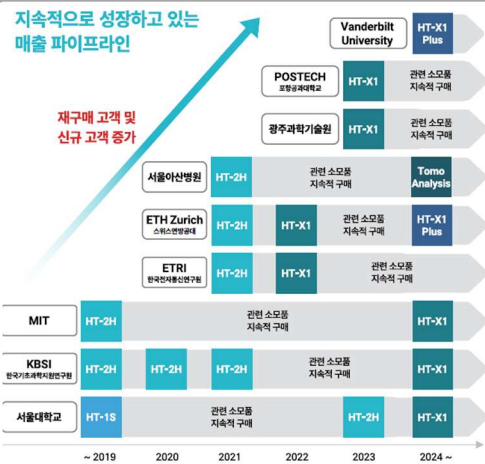 지속적으로 성장하고 있는
매출 파이프라인
재구매 고객 및
신규 고객 증가
Vanderbilt
University
HT-X1
Plus
POSTECH
포항공과대학교
HT-X1
관련 소모품
지속적 구매
광주과학기술원
HT-X1
관련 소모품
지속적 구매
서울아산병원
HT-2H
관련 소모품
지속적 구매
Tomo
Analysis
ETH Zurich
스위스연방공대
HT-2H
HT-X1
관련 소모품
지속적 구매
HT-X1
Plus
ETRI
한국전자통신연구원
HT-2H
HT-X1
관련 소모품
지속적 구매
MIT
HT-2H
관련 소모품
지속적 구매
HT-X1
KBSI
한국기초과학지원연구원
HT-2H
HT-2H
HT-2H
관련 소모품
지속적 구매
HT-X1
서울대학교
HT-1S
관련 소모품
지속적 구매
HT-2H
HT-X1
~ 2019
2020
2021
2022
2023
2024 ~